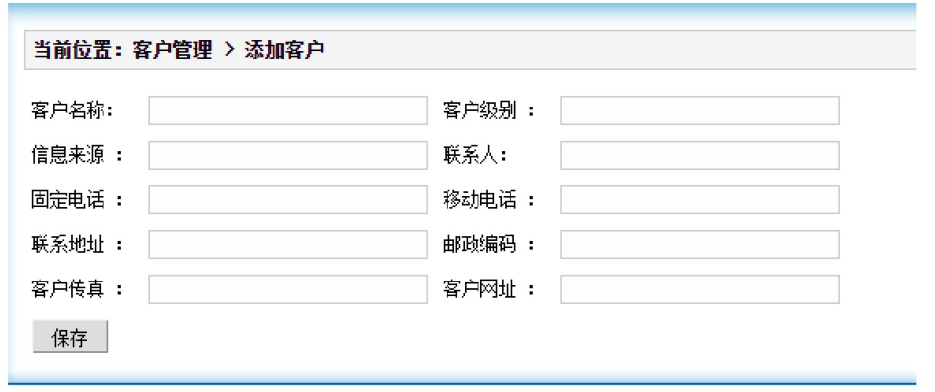 当前位置：客户管理 > 添加客户
客户名称： 客户级别 ：
信息来源 ： 联系人：
固定电话 ： 移动电话 ：
联系地址 ： 邮政编码 ：
客户传真 ： 客户网址 ：
保存